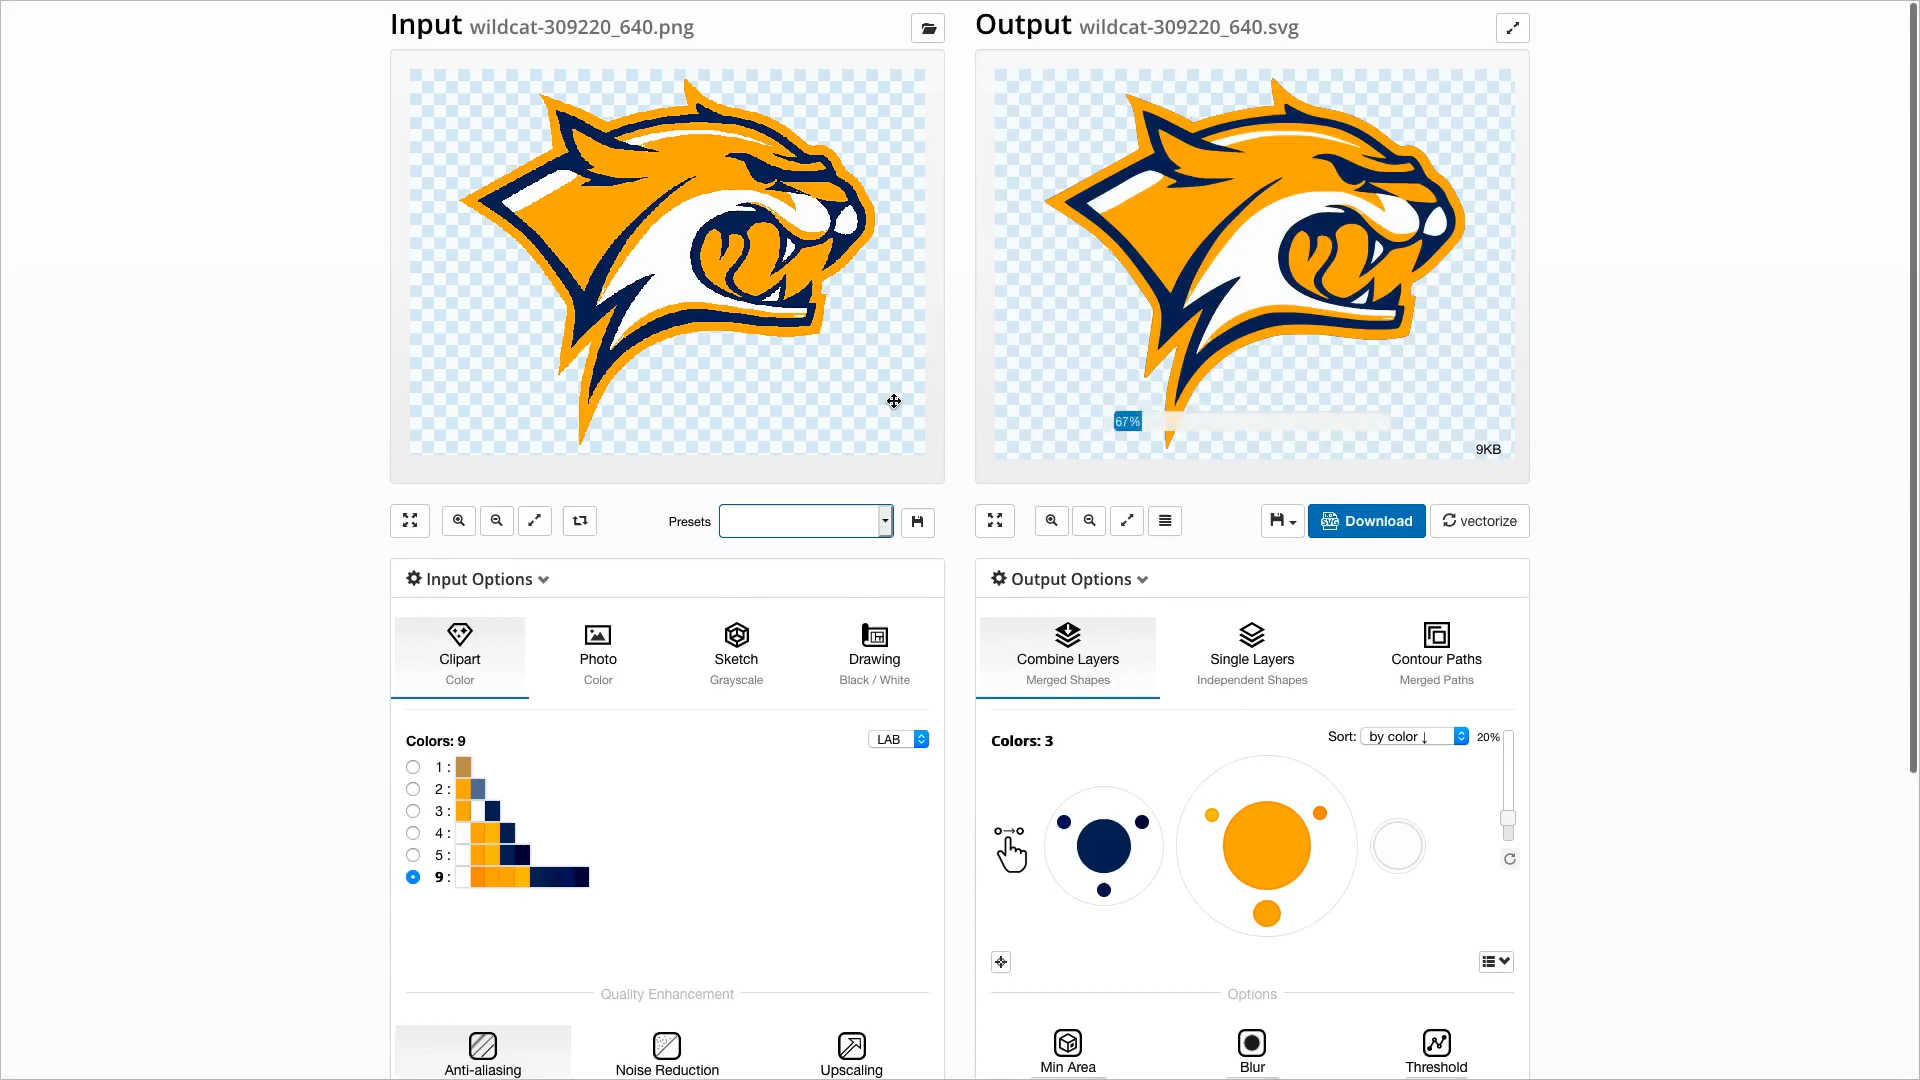 Input wildcat-309220_640.png
Output wildcat-309220_640.svg
67%
9KB
Presets
SVG Download
vectorize
Input Options
Output Options
Clipart
Color
Photo
Color
Sketch
Grayscale
Drawing
Black / White
Combine Layers
Merged Shapes
Single Layers
Independent Shapes
Contour Paths
Merged Paths
Colors: 9
LAB
1 :
2 :
3 :
4 :
5 :
9 :
Colors: 3
Sort: by color ↓ 20%
Quality Enhancement
Options
Anti-aliasing
Noise Reduction
Upscaling
Min Area
Blur
Threshold